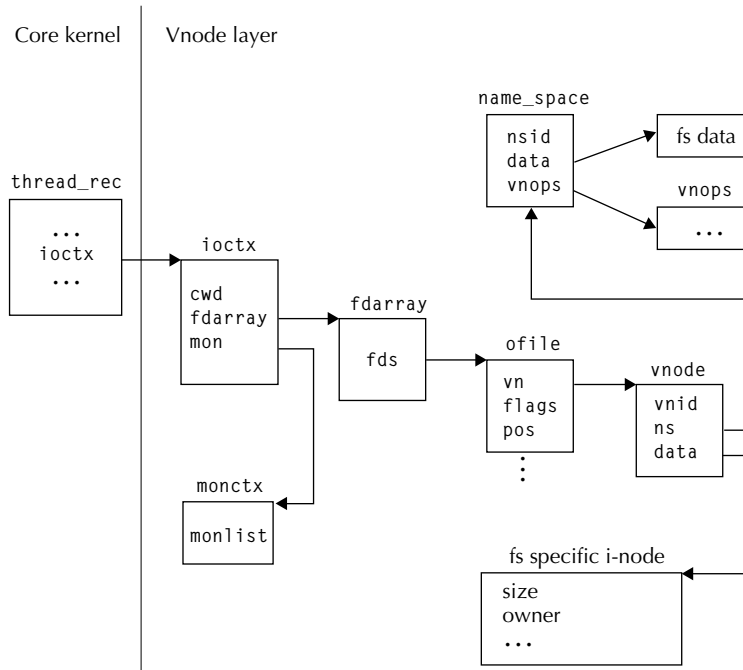 Core kernel
Vnode layer
thread_rec
...
ioctx
...
ioctx
cwd
fdarray
mon
fdarray
fds
monctx
monlist
name_space
nsid
data
vnops
fs data
vnops
...
ofile
vn
flags
pos
vnode
vnid
ns
data
fs specific i-node
size
owner
...